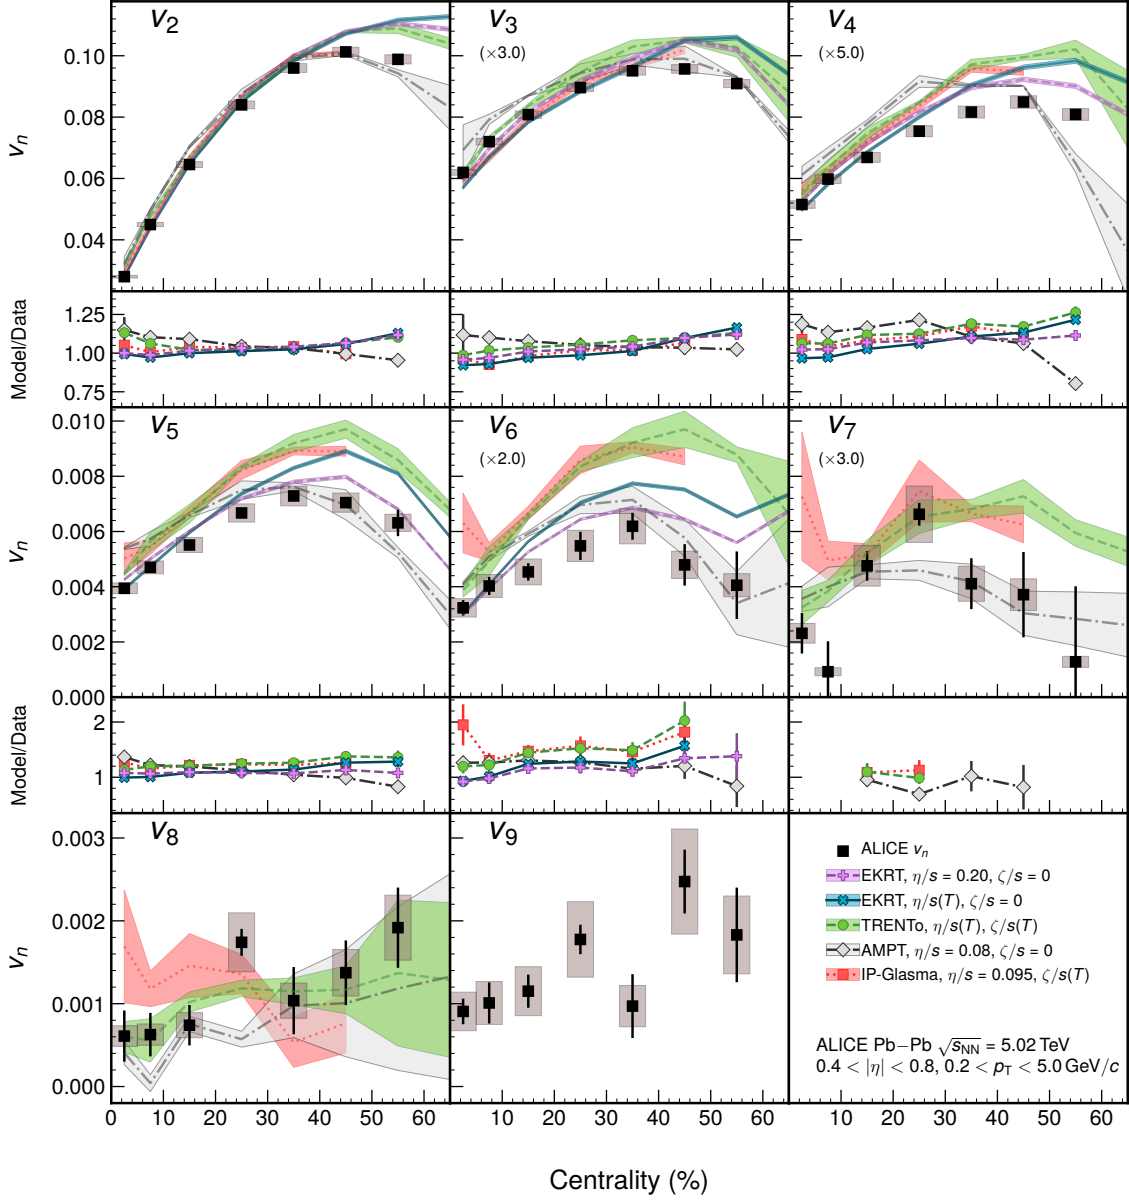 v2
v3
(×3.0)
v4
(×5.0)
vn
0.10
0.08
0.06
0.04
Model/Data
1.25
1.00
0.75
v5
v6
(×2.0)
v7
(×3.0)
vn
0.010
0.008
0.006
0.004
0.002
0.000
Model/Data
2
1
v8
v9
vn
0.003
0.002
0.001
0.000
ALICE vn
EKRT, η/s = 0.20, ζ/s = 0
EKRT, η/s(T), ζ/s = 0
TRENTo, η/s(T), ζ/s(T)
AMPT, η/s = 0.08, ζ/s = 0
IP-Glasma, η/s = 0.095, ζ/s(T)
ALICE Pb−Pb √sNN = 5.02 TeV
0.4 < |η| < 0.8, 0.2 < pT < 5.0 GeV/c
0 10 20 30 40 50 60 10 20 30 40 50 60 10 20 30 40 50 60
Centrality (%)